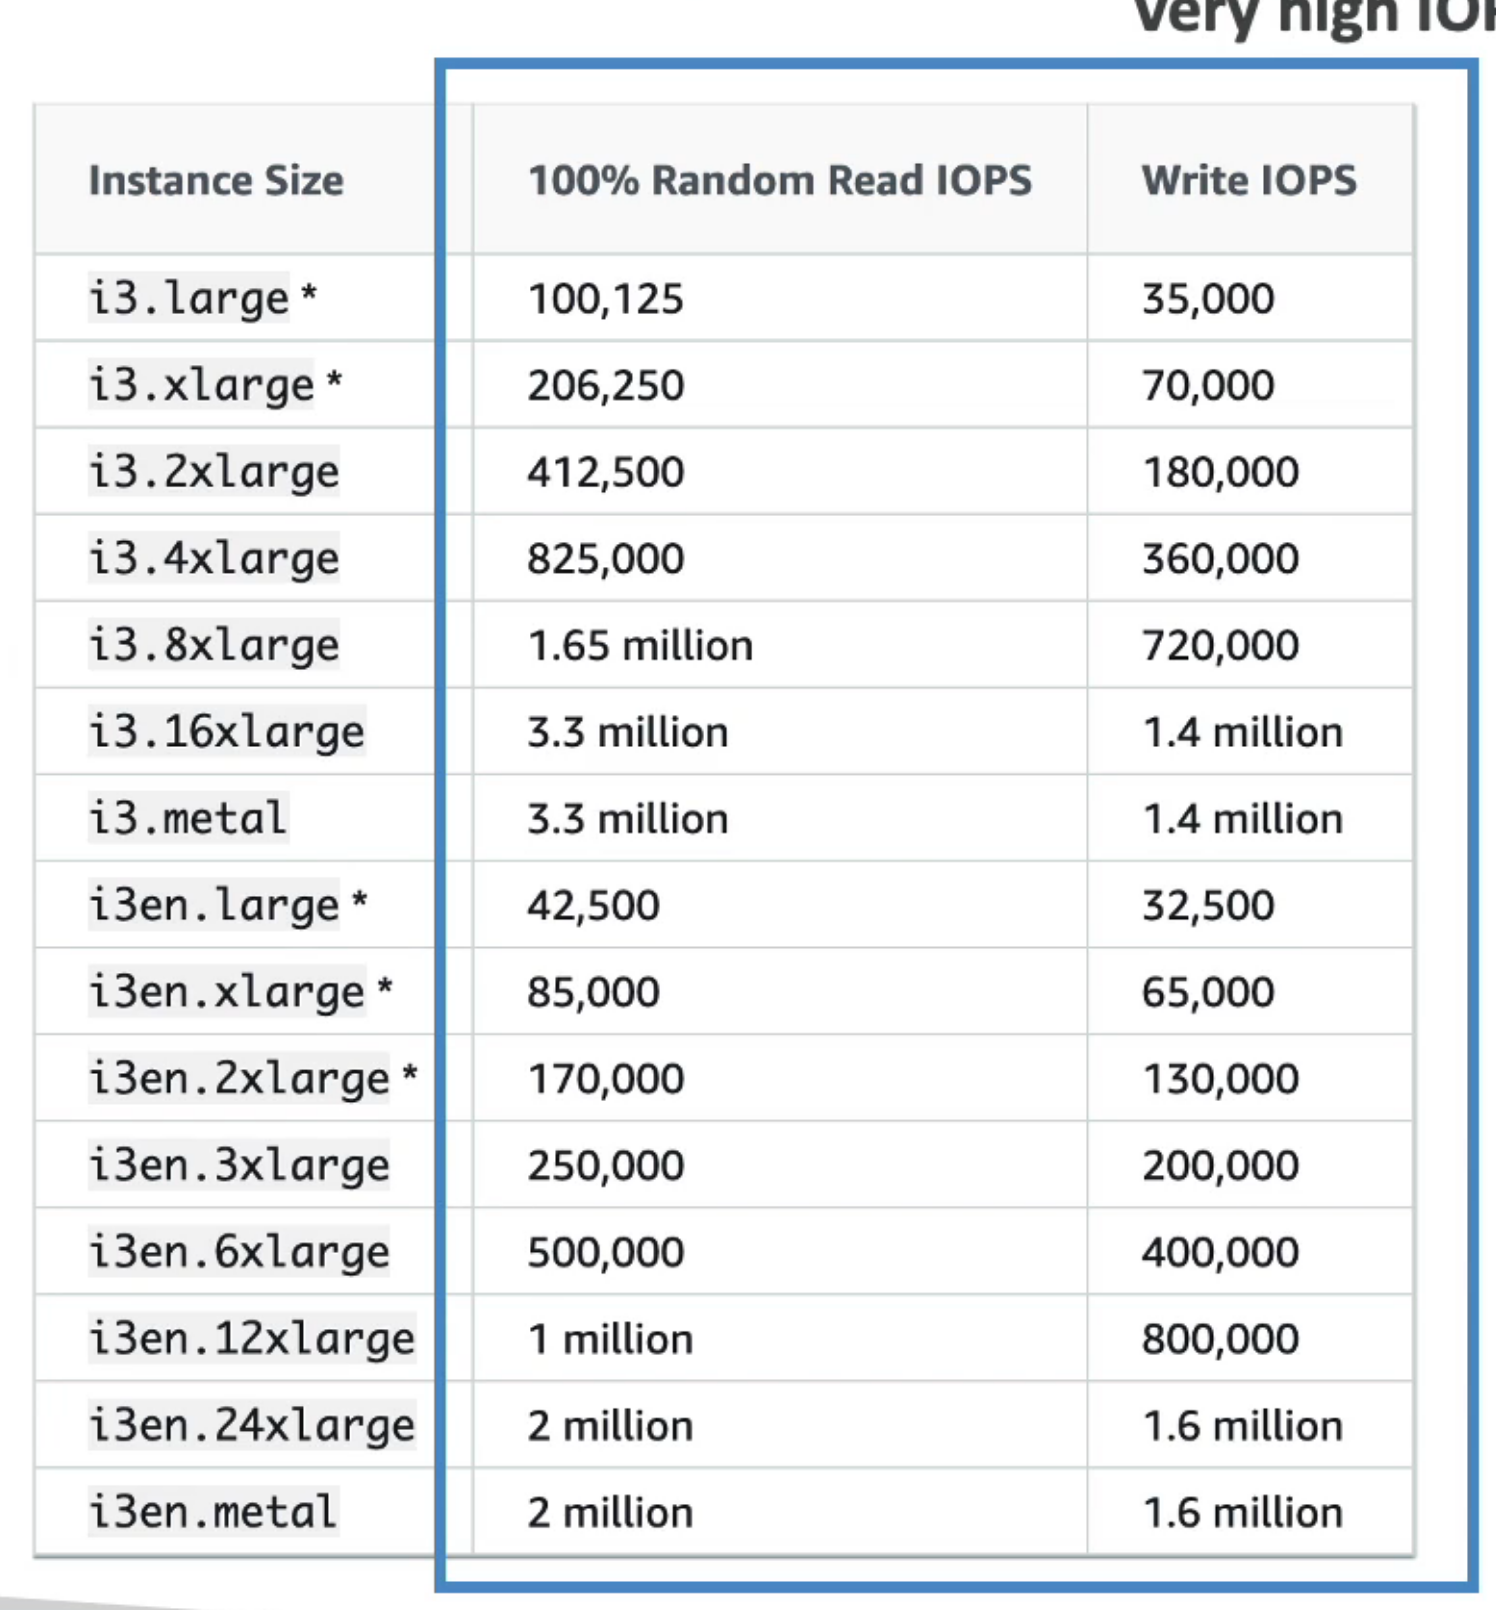 Very high IOP
Instance Size 100% Random Read IOPS Write IOPS
i3.large * 100,125 35,000
i3.xlarge * 206,250 70,000
i3.2xlarge 412,500 180,000
i3.4xlarge 825,000 360,000
i3.8xlarge 1.65 million 720,000
i3.16xlarge 3.3 million 1.4 million
i3.metal 3.3 million 1.4 million
i3en.large * 42,500 32,500
i3en.xlarge * 85,000 65,000
i3en.2xlarge * 170,000 130,000
i3en.3xlarge 250,000 200,000
i3en.6xlarge 500,000 400,000
i3en.12xlarge 1 million 800,000
i3en.24xlarge 2 million 1.6 million
i3en.metal 2 million 1.6 million